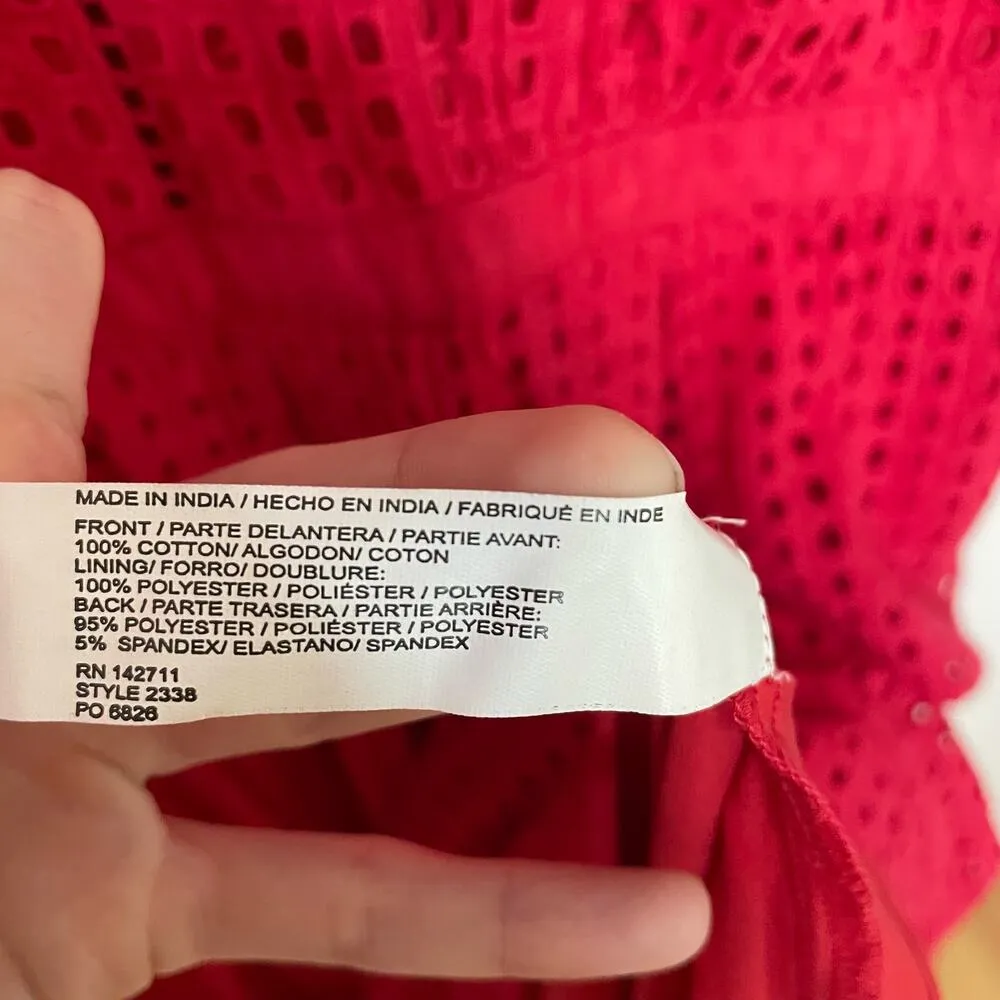 MADE IN INDIA / HECHO EN INDIA / FABRIQUÉ EN INDE
FRONT / PARTE DELANTERA / PARTIE AVANT:
100% COTTON/ ALGODON/ COTON
LINING/ FORRO/ DOUBLURE:
100% POLYESTER / POLIÉSTER / POLYESTER
BACK / PARTE TRASERA / PARTIE ARRIÈRE:
95% POLYESTER / POLIÉSTER / POLYESTER
5% SPANDEX/ ELASTANO/ SPANDEX
RN 142711
STYLE 2338
PO 6826